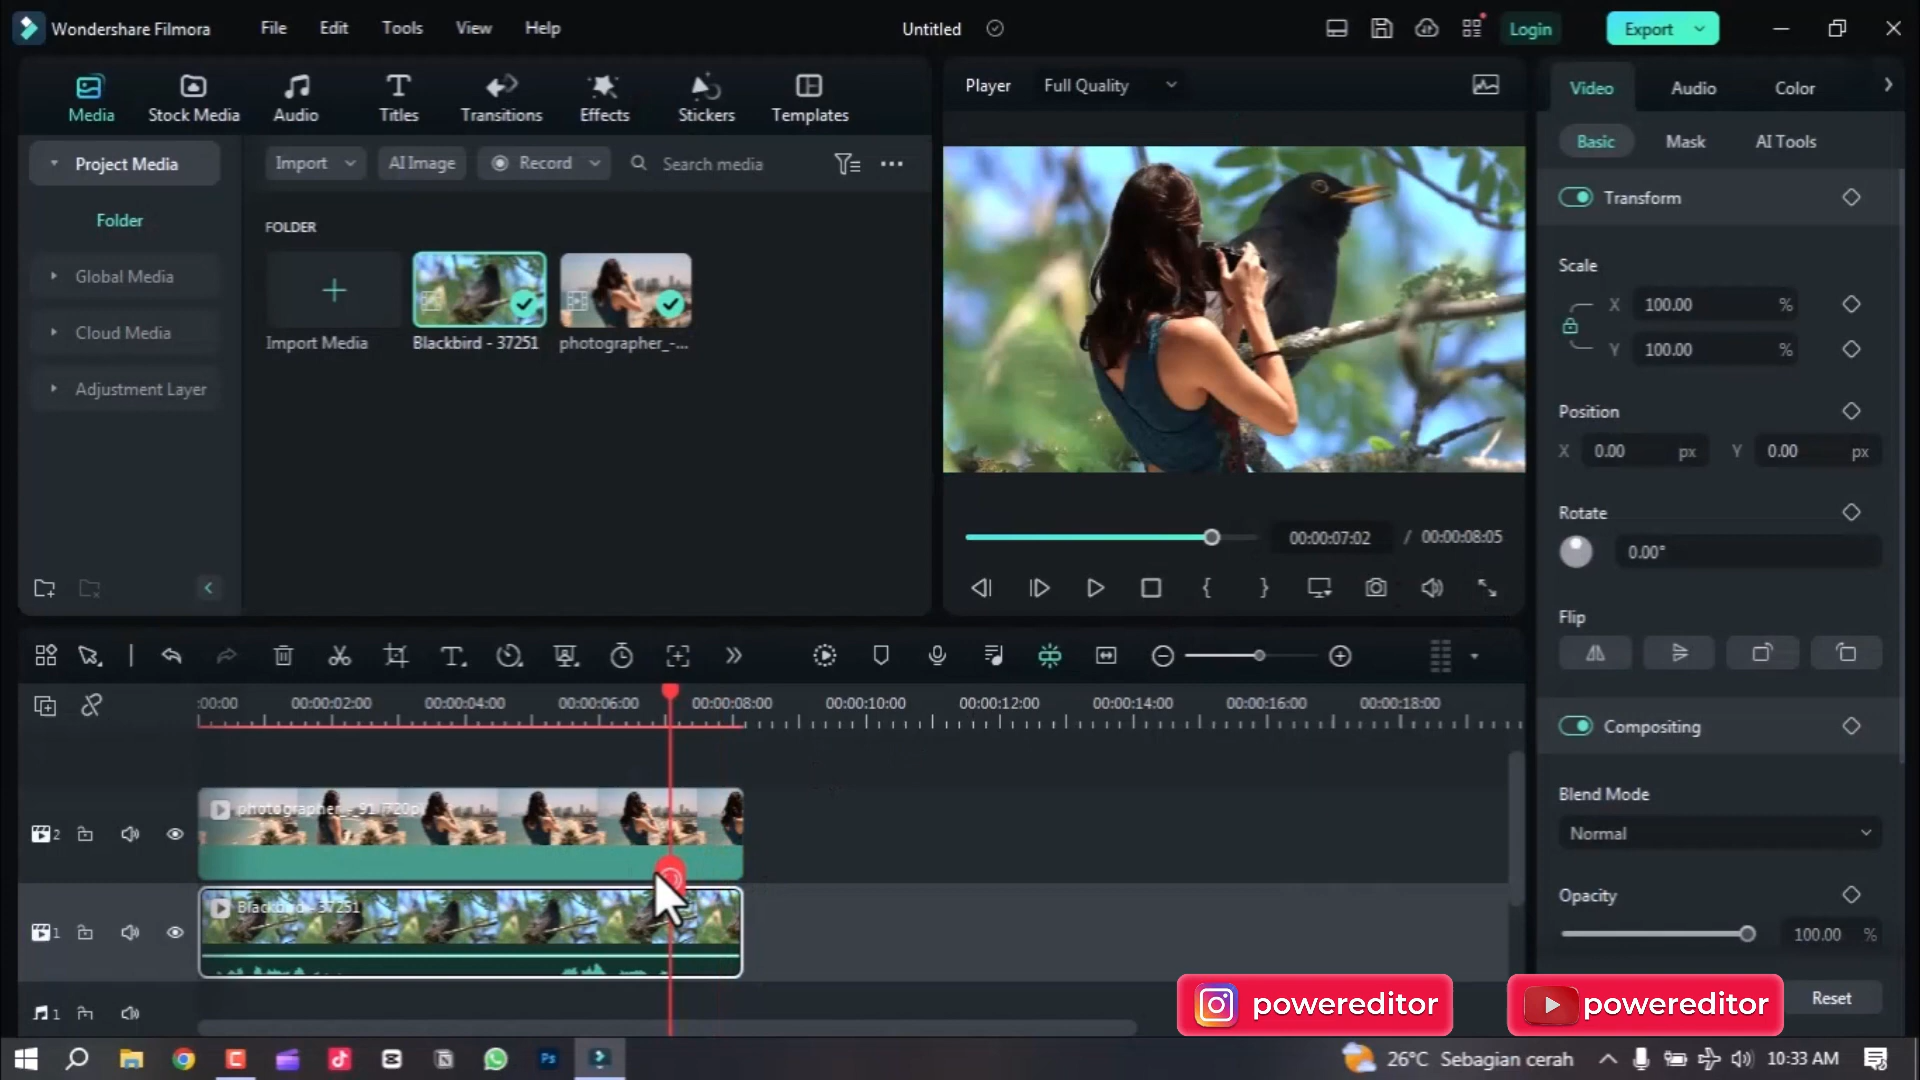 Wondershare Filmora File Edit Tools View Help Untitled Login Export
Media Stock Media Audio Titles Transitions Effects Stickers Templates
Player Full Quality
Video Audio Color
Basic Mask AI Tools
Project Media
Import AI Image Record Search media
Folder
Global Media
Cloud Media
Adjustment Layer
FOLDER
Import Media Blackbird - 37251 photographer_-...
00:00:07:02 / 00:00:08:05
{ }
Transform
Scale
X 100.00 %
Y 100.00 %
Position
X 0.00 px Y 0.00 px
Rotate
0.00°
Flip
Compositing
Blend Mode
Normal
Opacity
100.00 %
Reset
:00:00 00:00:02:00 00:00:04:00 00:00:06:00 00:00:08:00 00:00:10:00 00:00:12:00 00:00:14:00 00:00:16:00 00:00:18:00
2
1 Blackbird - 37251
1
powereditor powereditor
Ps
26°C Sebagian cerah 10:33 AM